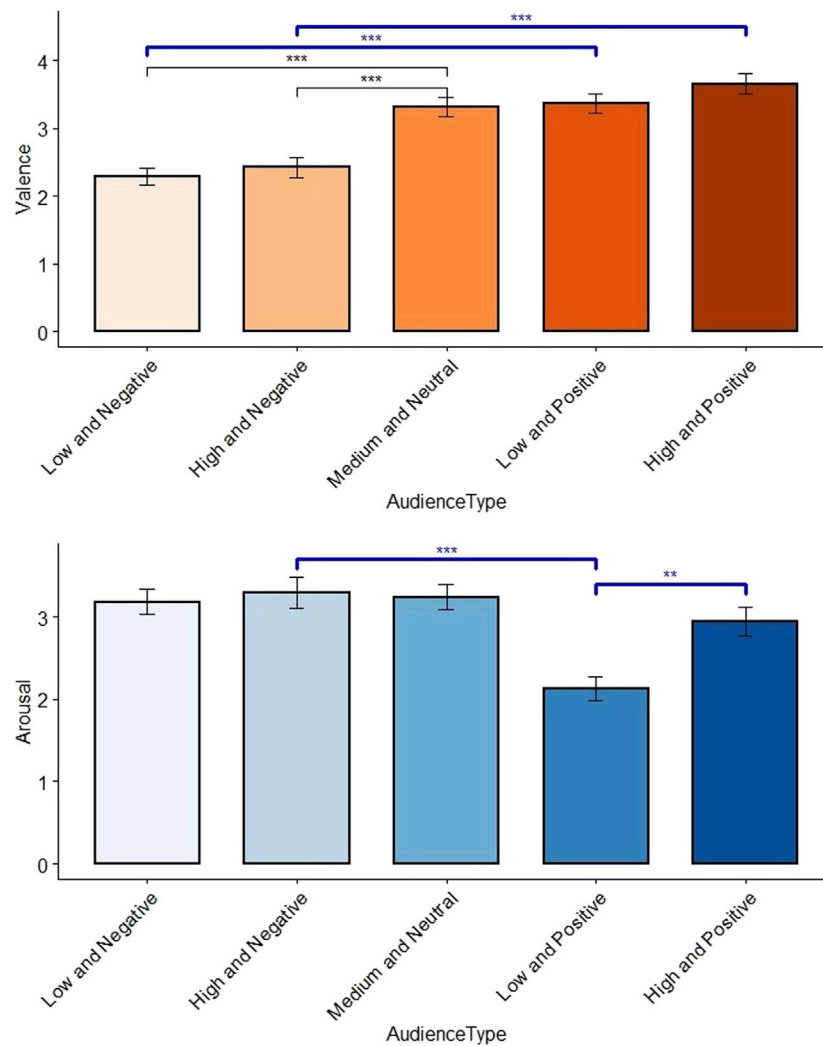 ***
***
***
***
4
3
2
1
0
Valence
Low and Negative
High and Negative
Medium and Neutral
Low and Positive
High and Positive
AudienceType
***
**
3
2
1
0
Arousal
Low and Negative
High and Negative
Medium and Neutral
Low and Positive
High and Positive
AudienceType